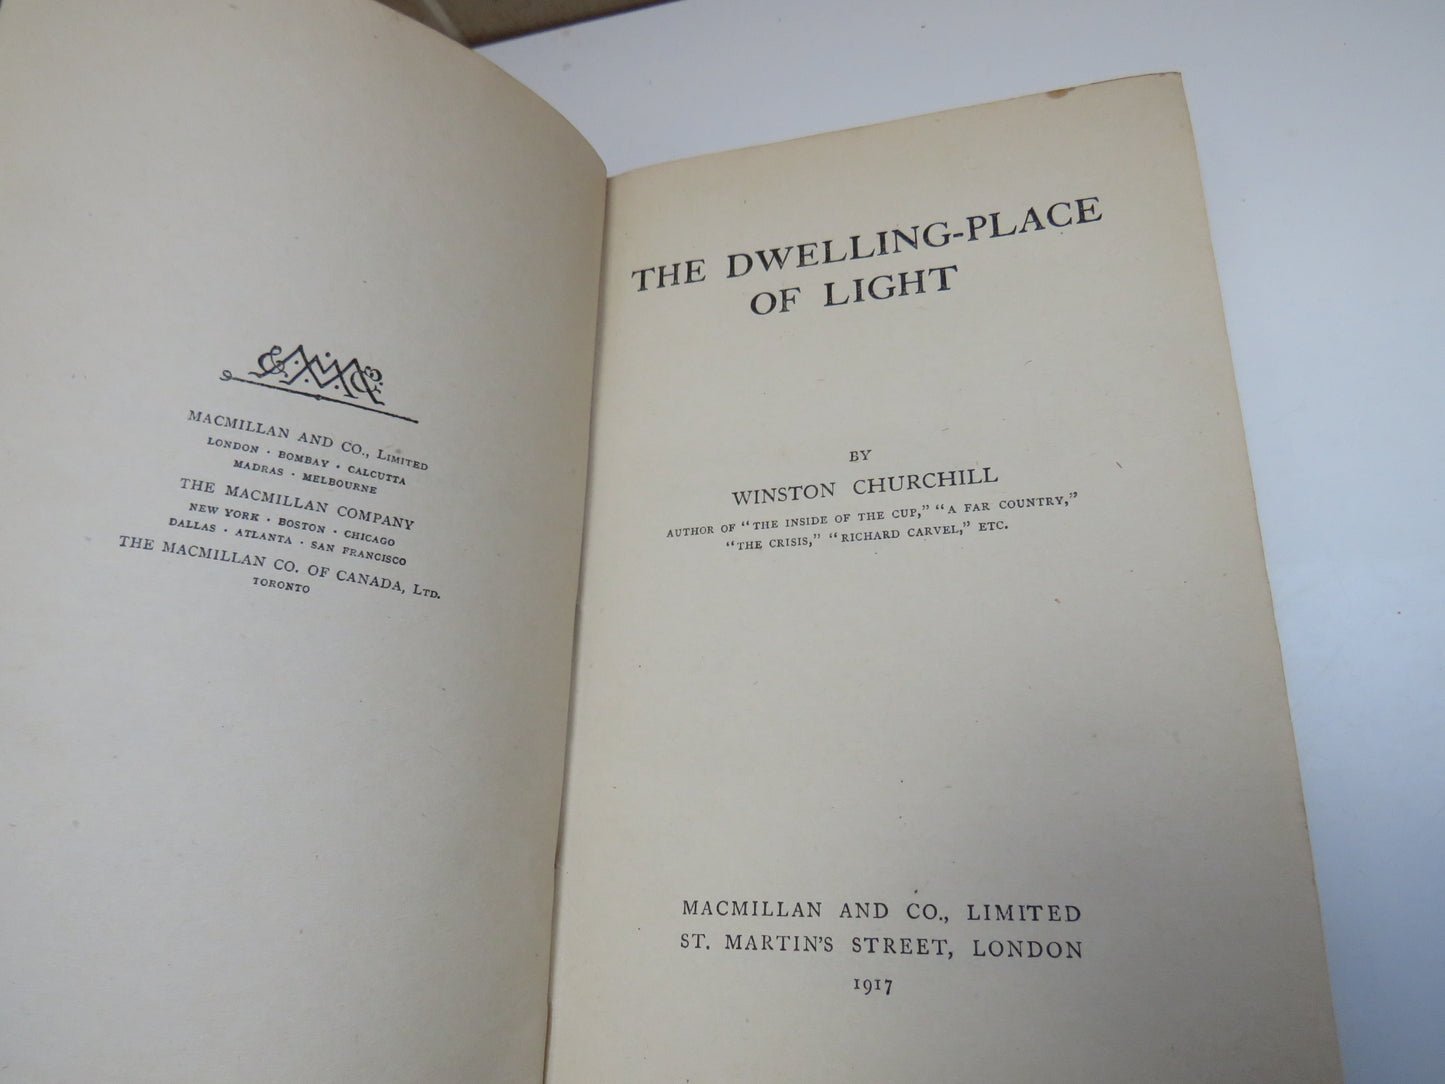 MACMILLAN AND CO., LIMITED
LONDON · BOMBAY · CALCUTTA
MADRAS · MELBOURNE
THE MACMILLAN COMPANY
NEW YORK · BOSTON · CHICAGO
DALLAS · ATLANTA · SAN FRANCISCO
THE MACMILLAN CO. OF CANADA, LTD.
TORONTO
THE DWELLING-PLACE
OF LIGHT
BY
WINSTON CHURCHILL
AUTHOR OF "THE INSIDE OF THE CUP," "A FAR COUNTRY,"
"THE CRISIS," "RICHARD CARVEL," ETC.
MACMILLAN AND CO., LIMITED
ST. MARTIN'S STREET, LONDON
1917